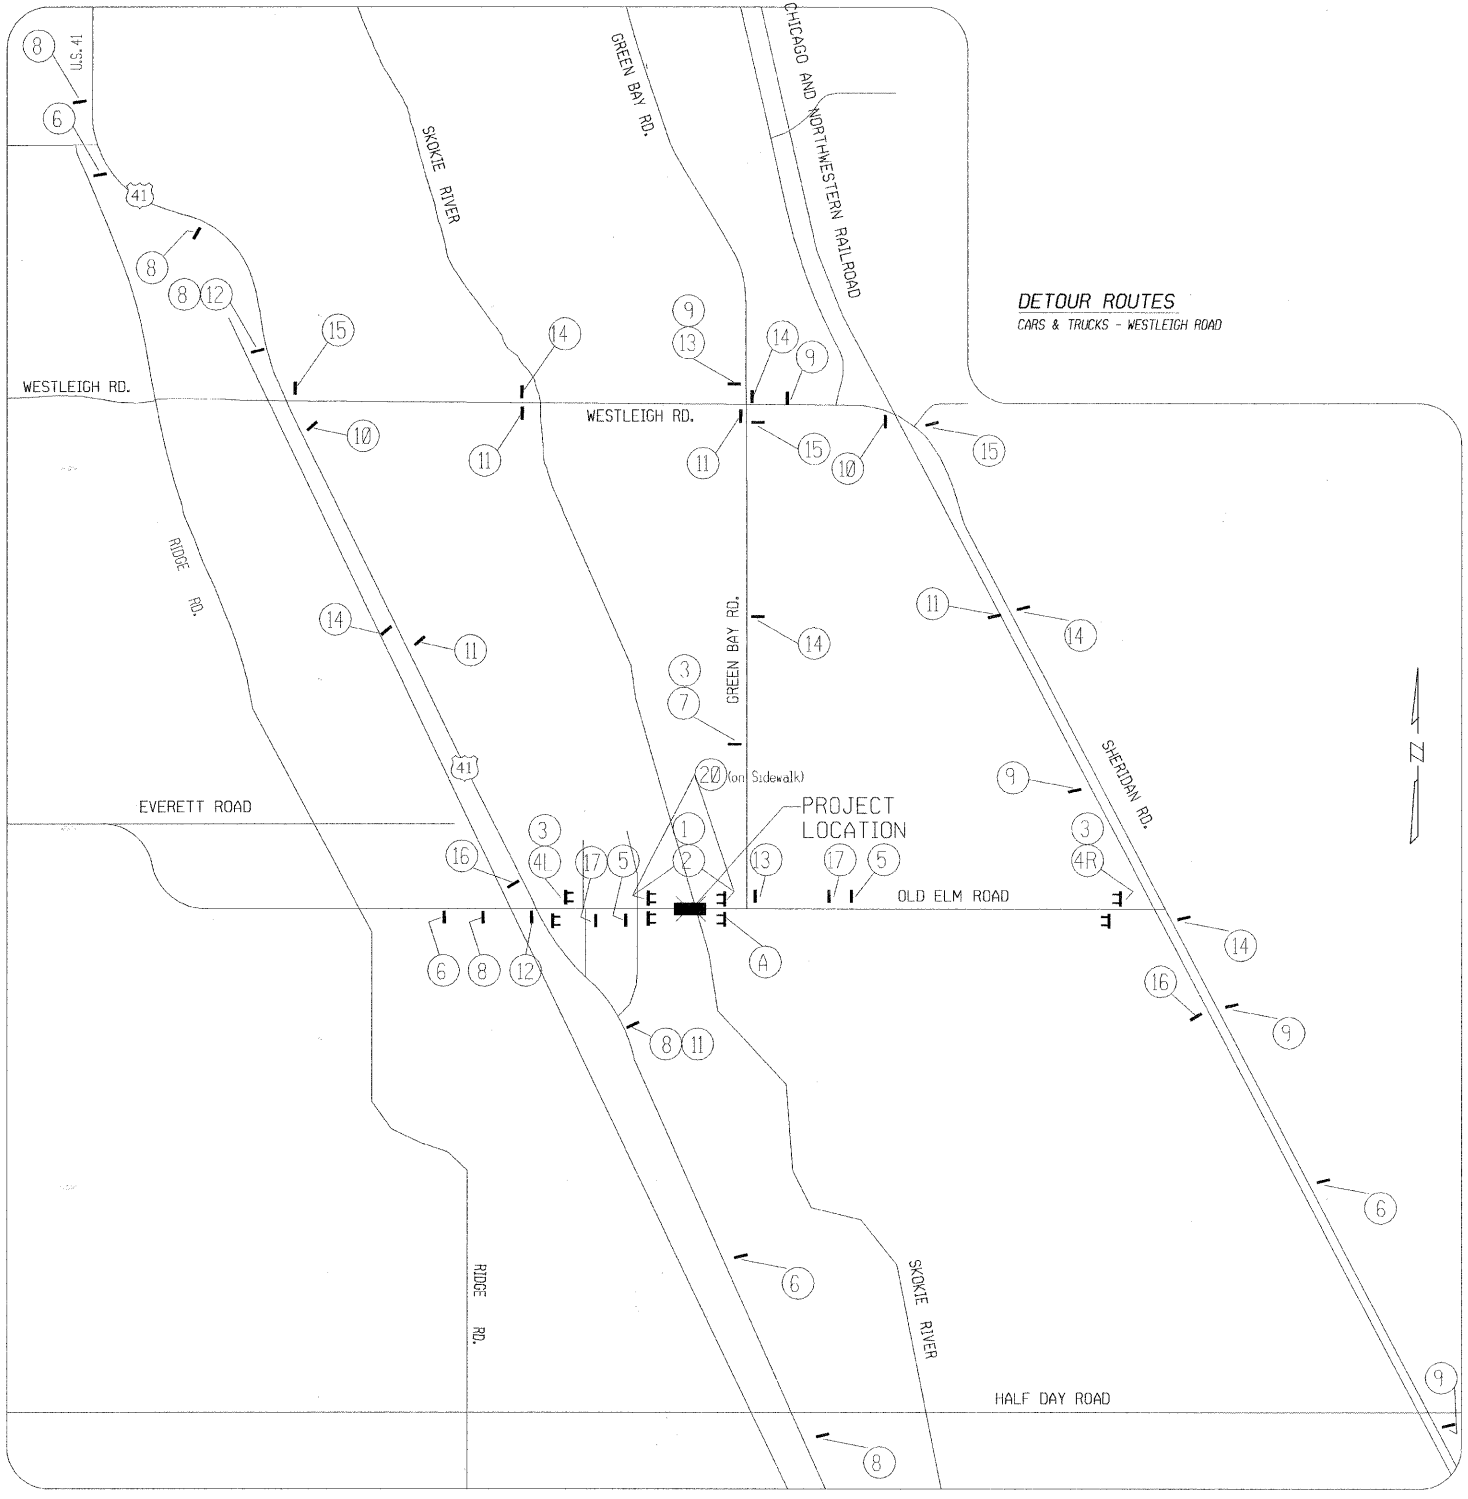 8
U.S. 41
6
41
8
8
12
SKOKIE RIVER
GREEN BAY RD.
CHICAGO AND NORTHWESTERN RAILROAD
DETOUR ROUTES
CARS & TRUCKS - WESTLEIGH ROAD
15
14
9
13
14
9
WESTLEIGH RD.
WESTLEIGH RD.
10
11
11
15
10
15
RIDGE RD.
14
11
GREEN BAY RD.
14
11
14
3
7
N
41
20 (on Sidewalk)
9
SHERIDAN RD.
EVERETT ROAD
PROJECT
LOCATION
16
3
4L
17
5
1
2
13
17
5
3
4R
OLD ELM ROAD
6
8
12
A
14
16
9
8
11
6
6
RIDGE RD.
SKOKIE RIVER
9
HALF DAY ROAD
8